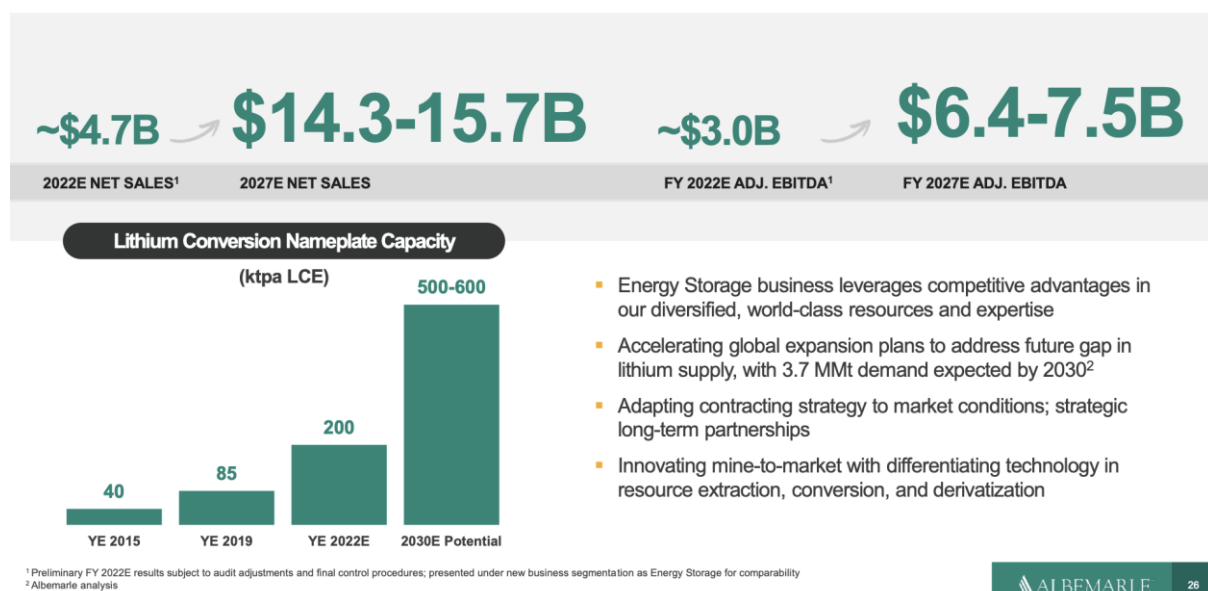 ~$4.7B
$14.3-15.7B
~$3.0B
$6.4-7.5B
2022E NET SALES¹
2027E NET SALES
FY 2022E ADJ. EBITDA¹
FY 2027E ADJ. EBITDA
Lithium Conversion Nameplate Capacity
(ktpa LCE)
500-600
200
85
40
YE 2015
YE 2019
YE 2022E
2030E Potential
▪ Energy Storage business leverages competitive advantages in
our diversified, world-class resources and expertise
▪ Accelerating global expansion plans to address future gap in
lithium supply, with 3.7 MMt demand expected by 2030²
▪ Adapting contracting strategy to market conditions; strategic
long-term partnerships
▪ Innovating mine-to-market with differentiating technology in
resource extraction, conversion, and derivatization
¹ Preliminary FY 2022E results subject to audit adjustments and final control procedures; presented under new business segmentation as Energy Storage for comparability
² Albemarle analysis
ALBEMARLE
26